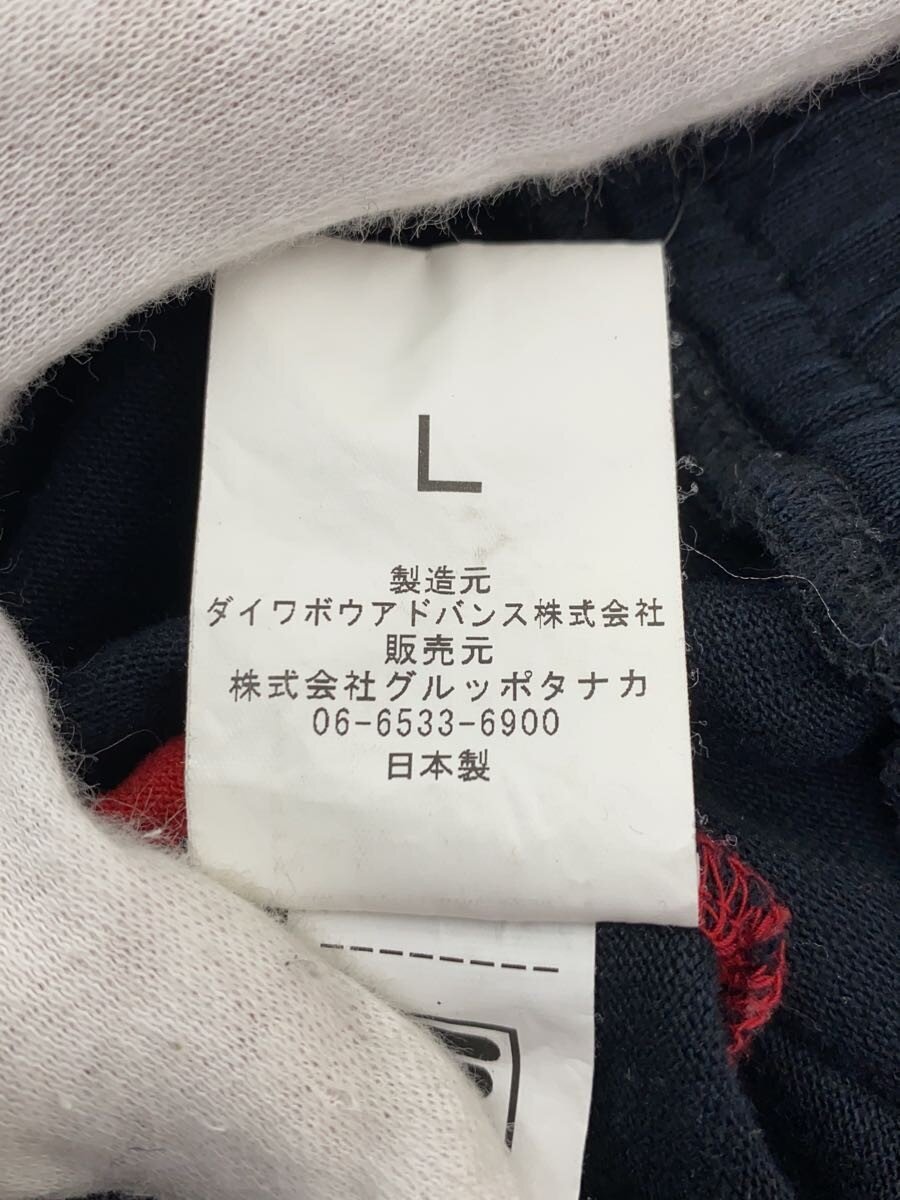 L
製造元
ダイワボウアドバンス株式会社
販売元
株式会社グルッポタナカ
06-6533-6900
日本製